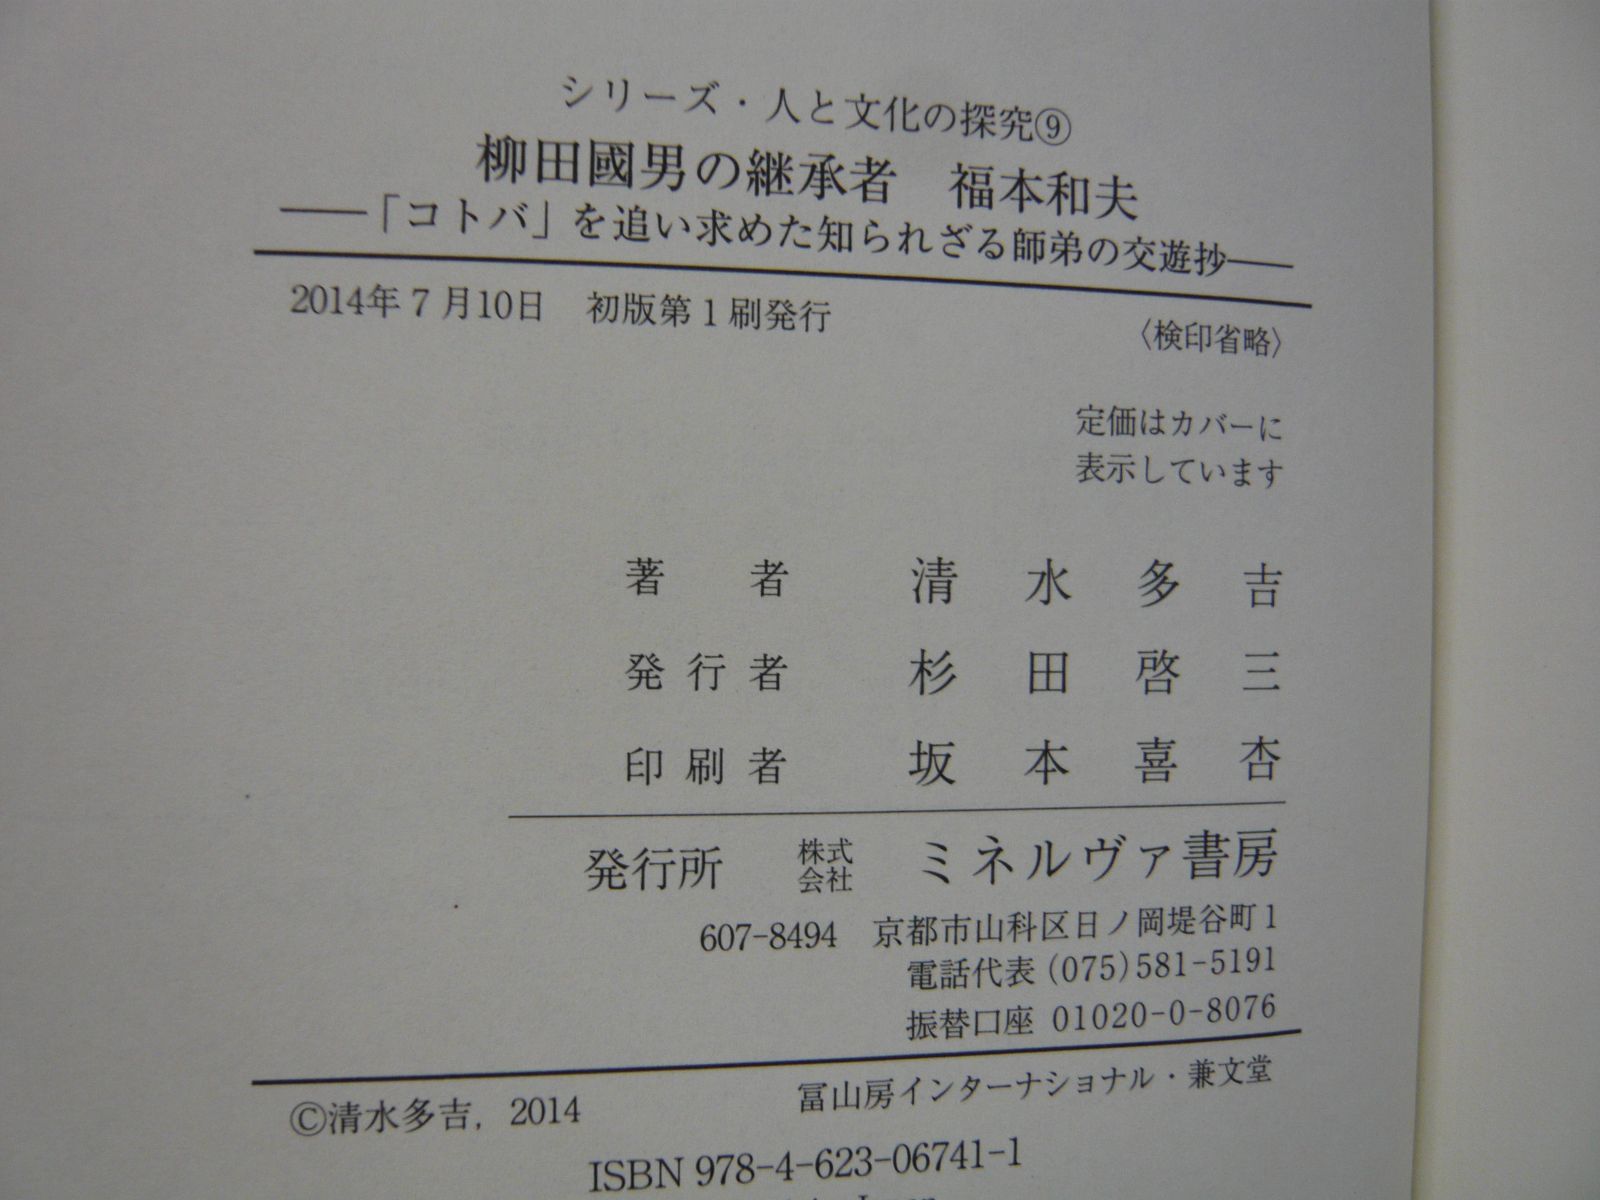 シリーズ・人と文化の探究⑨
柳田國男の継承者　福本和夫
――「コトバ」を追い求めた知られざる師弟の交遊抄――
2014年7月10日　初版第1刷発行
〈検印省略〉
定価はカバーに
表示しています
著者　清水多吉
発行者　杉田啓三
印刷者　坂本喜杏
発行所　株式会社　ミネルヴァ書房
607-8494　京都市山科区日ノ岡堤谷町1
電話代表(075)581-5191
振替口座 01020-0-8076
©清水多吉, 2014
冨山房インターナショナル・兼文堂
ISBN 978-4-623-06741-1